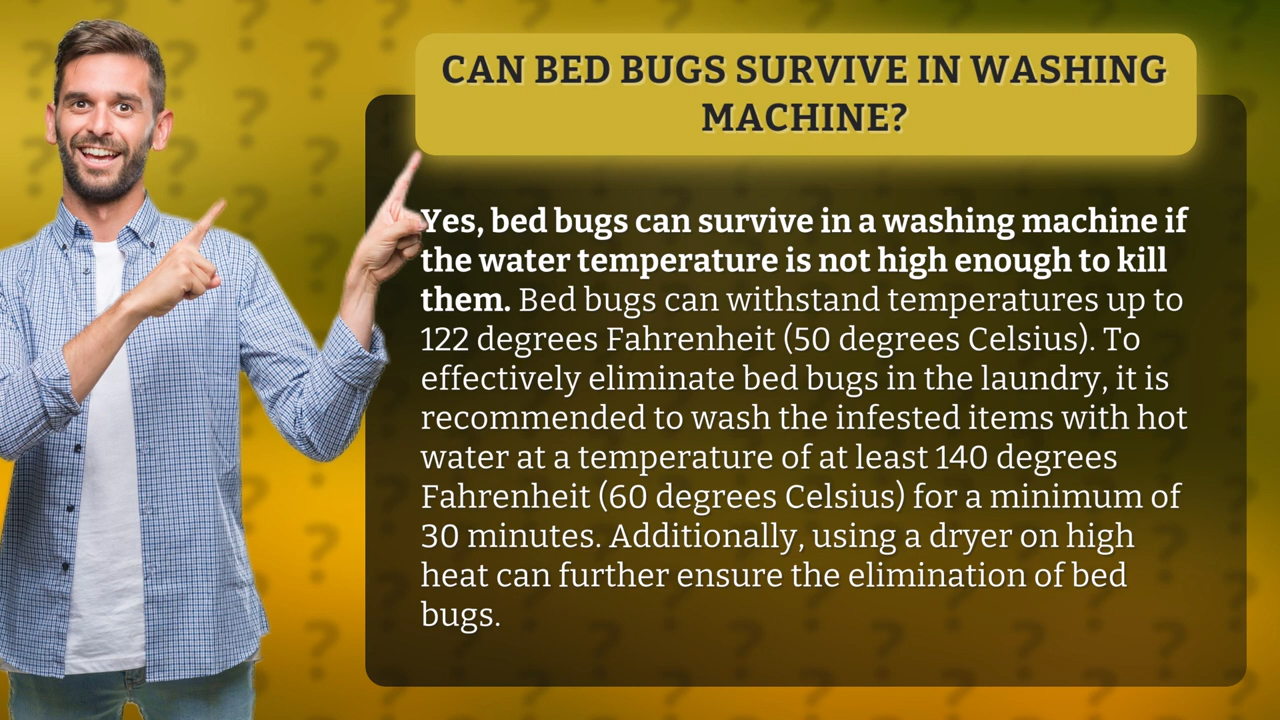 CAN BED BUGS SURVIVE IN WASHING
MACHINE?
Yes, bed bugs can survive in a washing machine if
the water temperature is not high enough to kill
them. Bed bugs can withstand temperatures up to
122 degrees Fahrenheit (50 degrees Celsius). To
effectively eliminate bed bugs in the laundry, it is
recommended to wash the infested items with hot
water at a temperature of at least 140 degrees
Fahrenheit (60 degrees Celsius) for a minimum of
30 minutes. Additionally, using a dryer on high
heat can further ensure the elimination of bed
bugs.